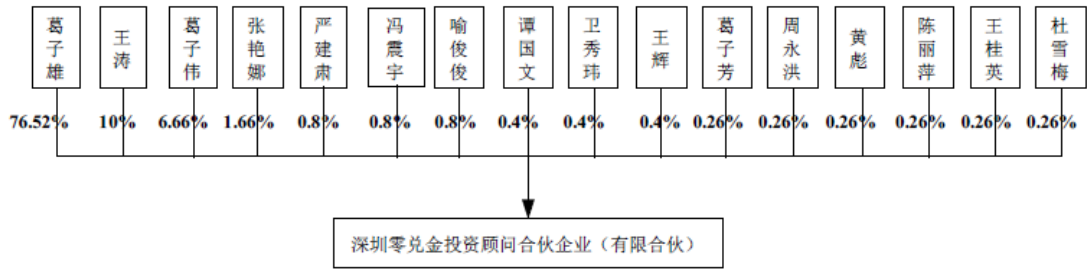 葛子雄
王涛
葛子伟
张艳娜
严建肃
冯震宇
喻俊俊
谭国文
卫秀玮
王辉
葛子芳
周永洪
黄彪
陈丽萍
王桂英
杜雪梅
76.52% 10% 6.66% 1.66% 0.8% 0.8% 0.8% 0.4% 0.4% 0.4% 0.26% 0.26% 0.26% 0.26% 0.26% 0.26%
深圳零兑金投资顾问合伙企业（有限合伙）